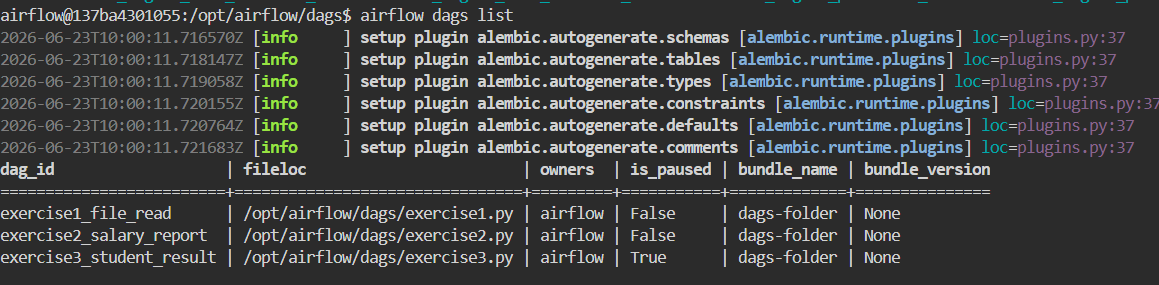 airflow@137ba4301055:/opt/airflow/dags$ airflow dags list
2026-06-23T10:00:11.716570Z [info     ] setup plugin alembic.autogenerate.schemas [alembic.runtime.plugins] loc=plugins.py:37
2026-06-23T10:00:11.718147Z [info     ] setup plugin alembic.autogenerate.tables [alembic.runtime.plugins] loc=plugins.py:37
2026-06-23T10:00:11.719058Z [info     ] setup plugin alembic.autogenerate.types [alembic.runtime.plugins] loc=plugins.py:37
2026-06-23T10:00:11.720155Z [info     ] setup plugin alembic.autogenerate.constraints [alembic.runtime.plugins] loc=plugins.py:37
2026-06-23T10:00:11.720764Z [info     ] setup plugin alembic.autogenerate.defaults [alembic.runtime.plugins] loc=plugins.py:37
2026-06-23T10:00:11.721683Z [info     ] setup plugin alembic.autogenerate.comments [alembic.runtime.plugins] loc=plugins.py:37
dag_id                   | fileloc                        | owners  | is_paused | bundle_name | bundle_version
=========================+================================+=========+===========+=============+===============
exercise1_file_read      | /opt/airflow/dags/exercise1.py | airflow | False     | dags-folder | None
exercise2_salary_report  | /opt/airflow/dags/exercise2.py | airflow | False     | dags-folder | None
exercise3_student_result | /opt/airflow/dags/exercise3.py | airflow | True      | dags-folder | None